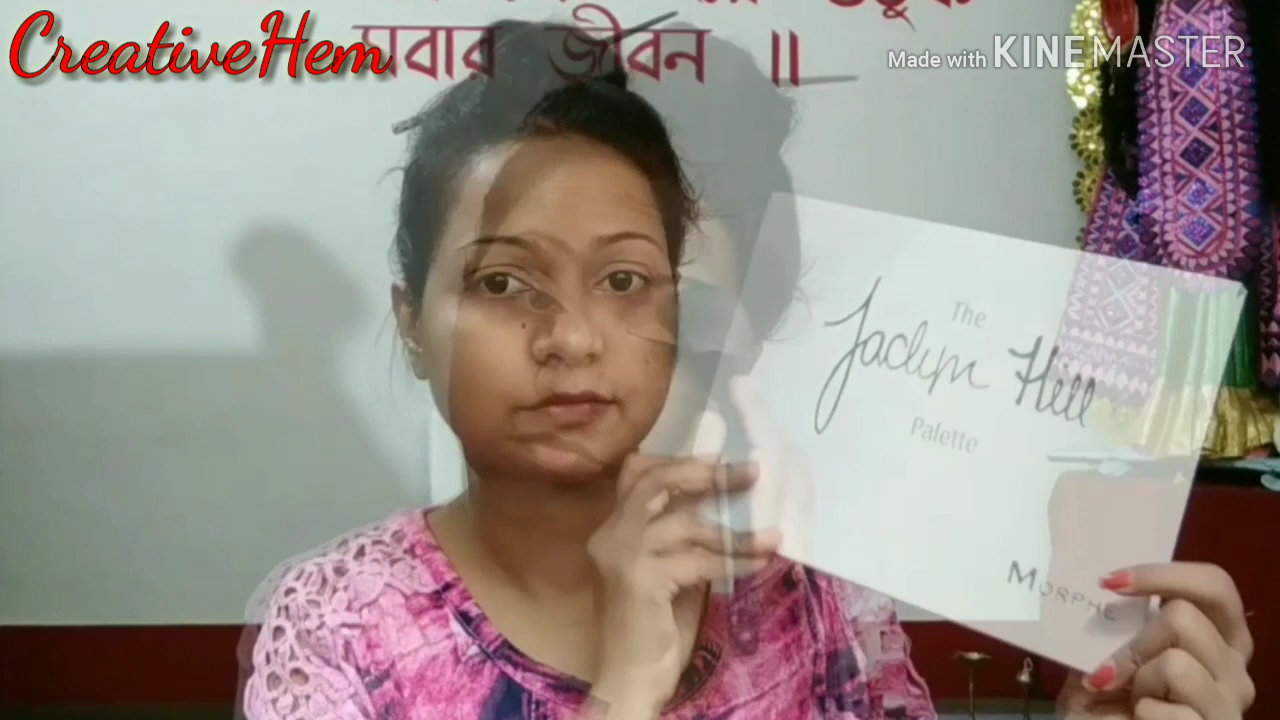 CreativeHem
Made with KINEMASTER
সবার জীবন ॥
The
Jaclyn Hill
Palette
MORPHE